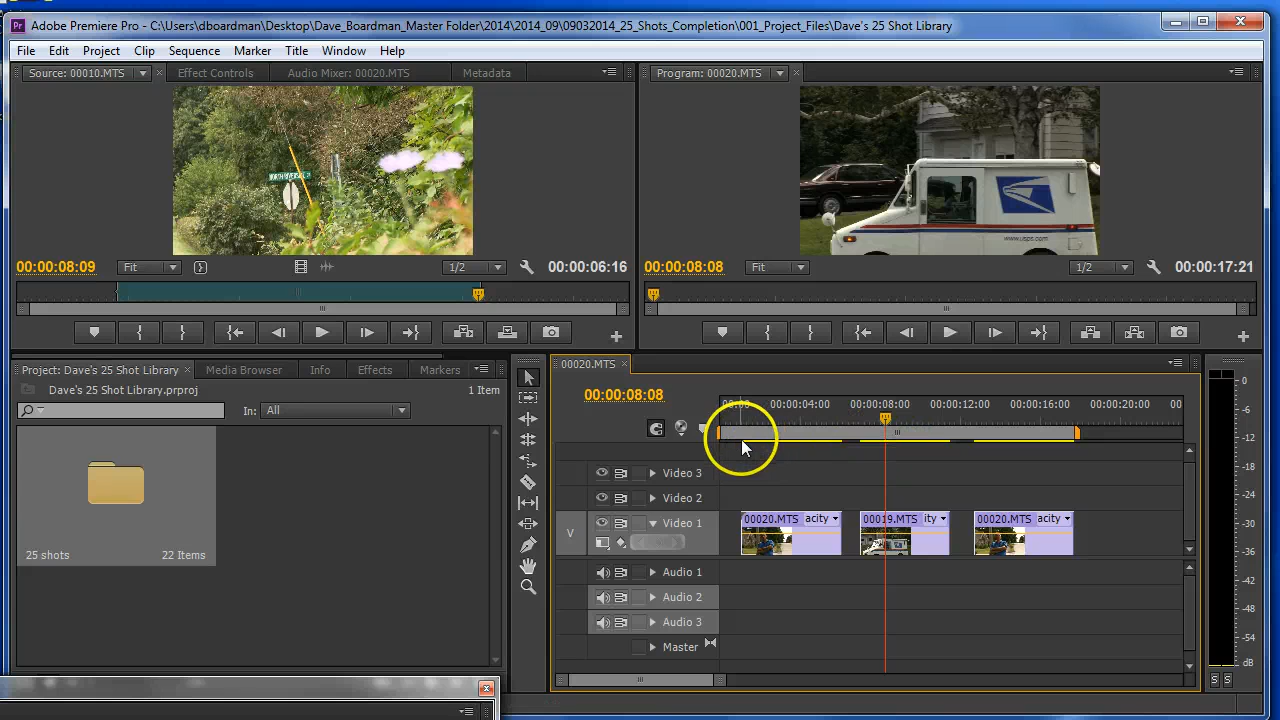 Pr Adobe Premiere Pro - C:\Users\dboardman\Desktop\Dave_Boardman_Master Folder\2014\2014_09\09032014_25_Shots_Completion\001_Project_Files\Dave's 25 Shot Library
File Edit Project Clip Sequence Marker Title Window Help
Source: 00010.MTS Effect Controls Audio Mixer: 00020.MTS Metadata
Program: 00020.MTS
www.usps.com
00:00:08:09 Fit 1/2 00:00:06:16
00:00:08:08 Fit 1/2 00:00:17:21
Project: Dave's 25 Shot Library Media Browser Info Effects Markers
Dave's 25 Shot Library.prproj 1 Item
In: All
25 shots 22 Items
00020.MTS
00:00:08:08
00:00 00:00:04:00 00:00:08:00 00:00:12:00 00:00:16:00 00:00:20:00 00
Video 3
Video 2
V Video 1
00020.MTS acity 00019.MTS ity 00020.MTS acity
Audio 1
Audio 2
Audio 3
Master
0
-6
-12
-18
-24
-30
-36
-42
-48
-54
dB
S S